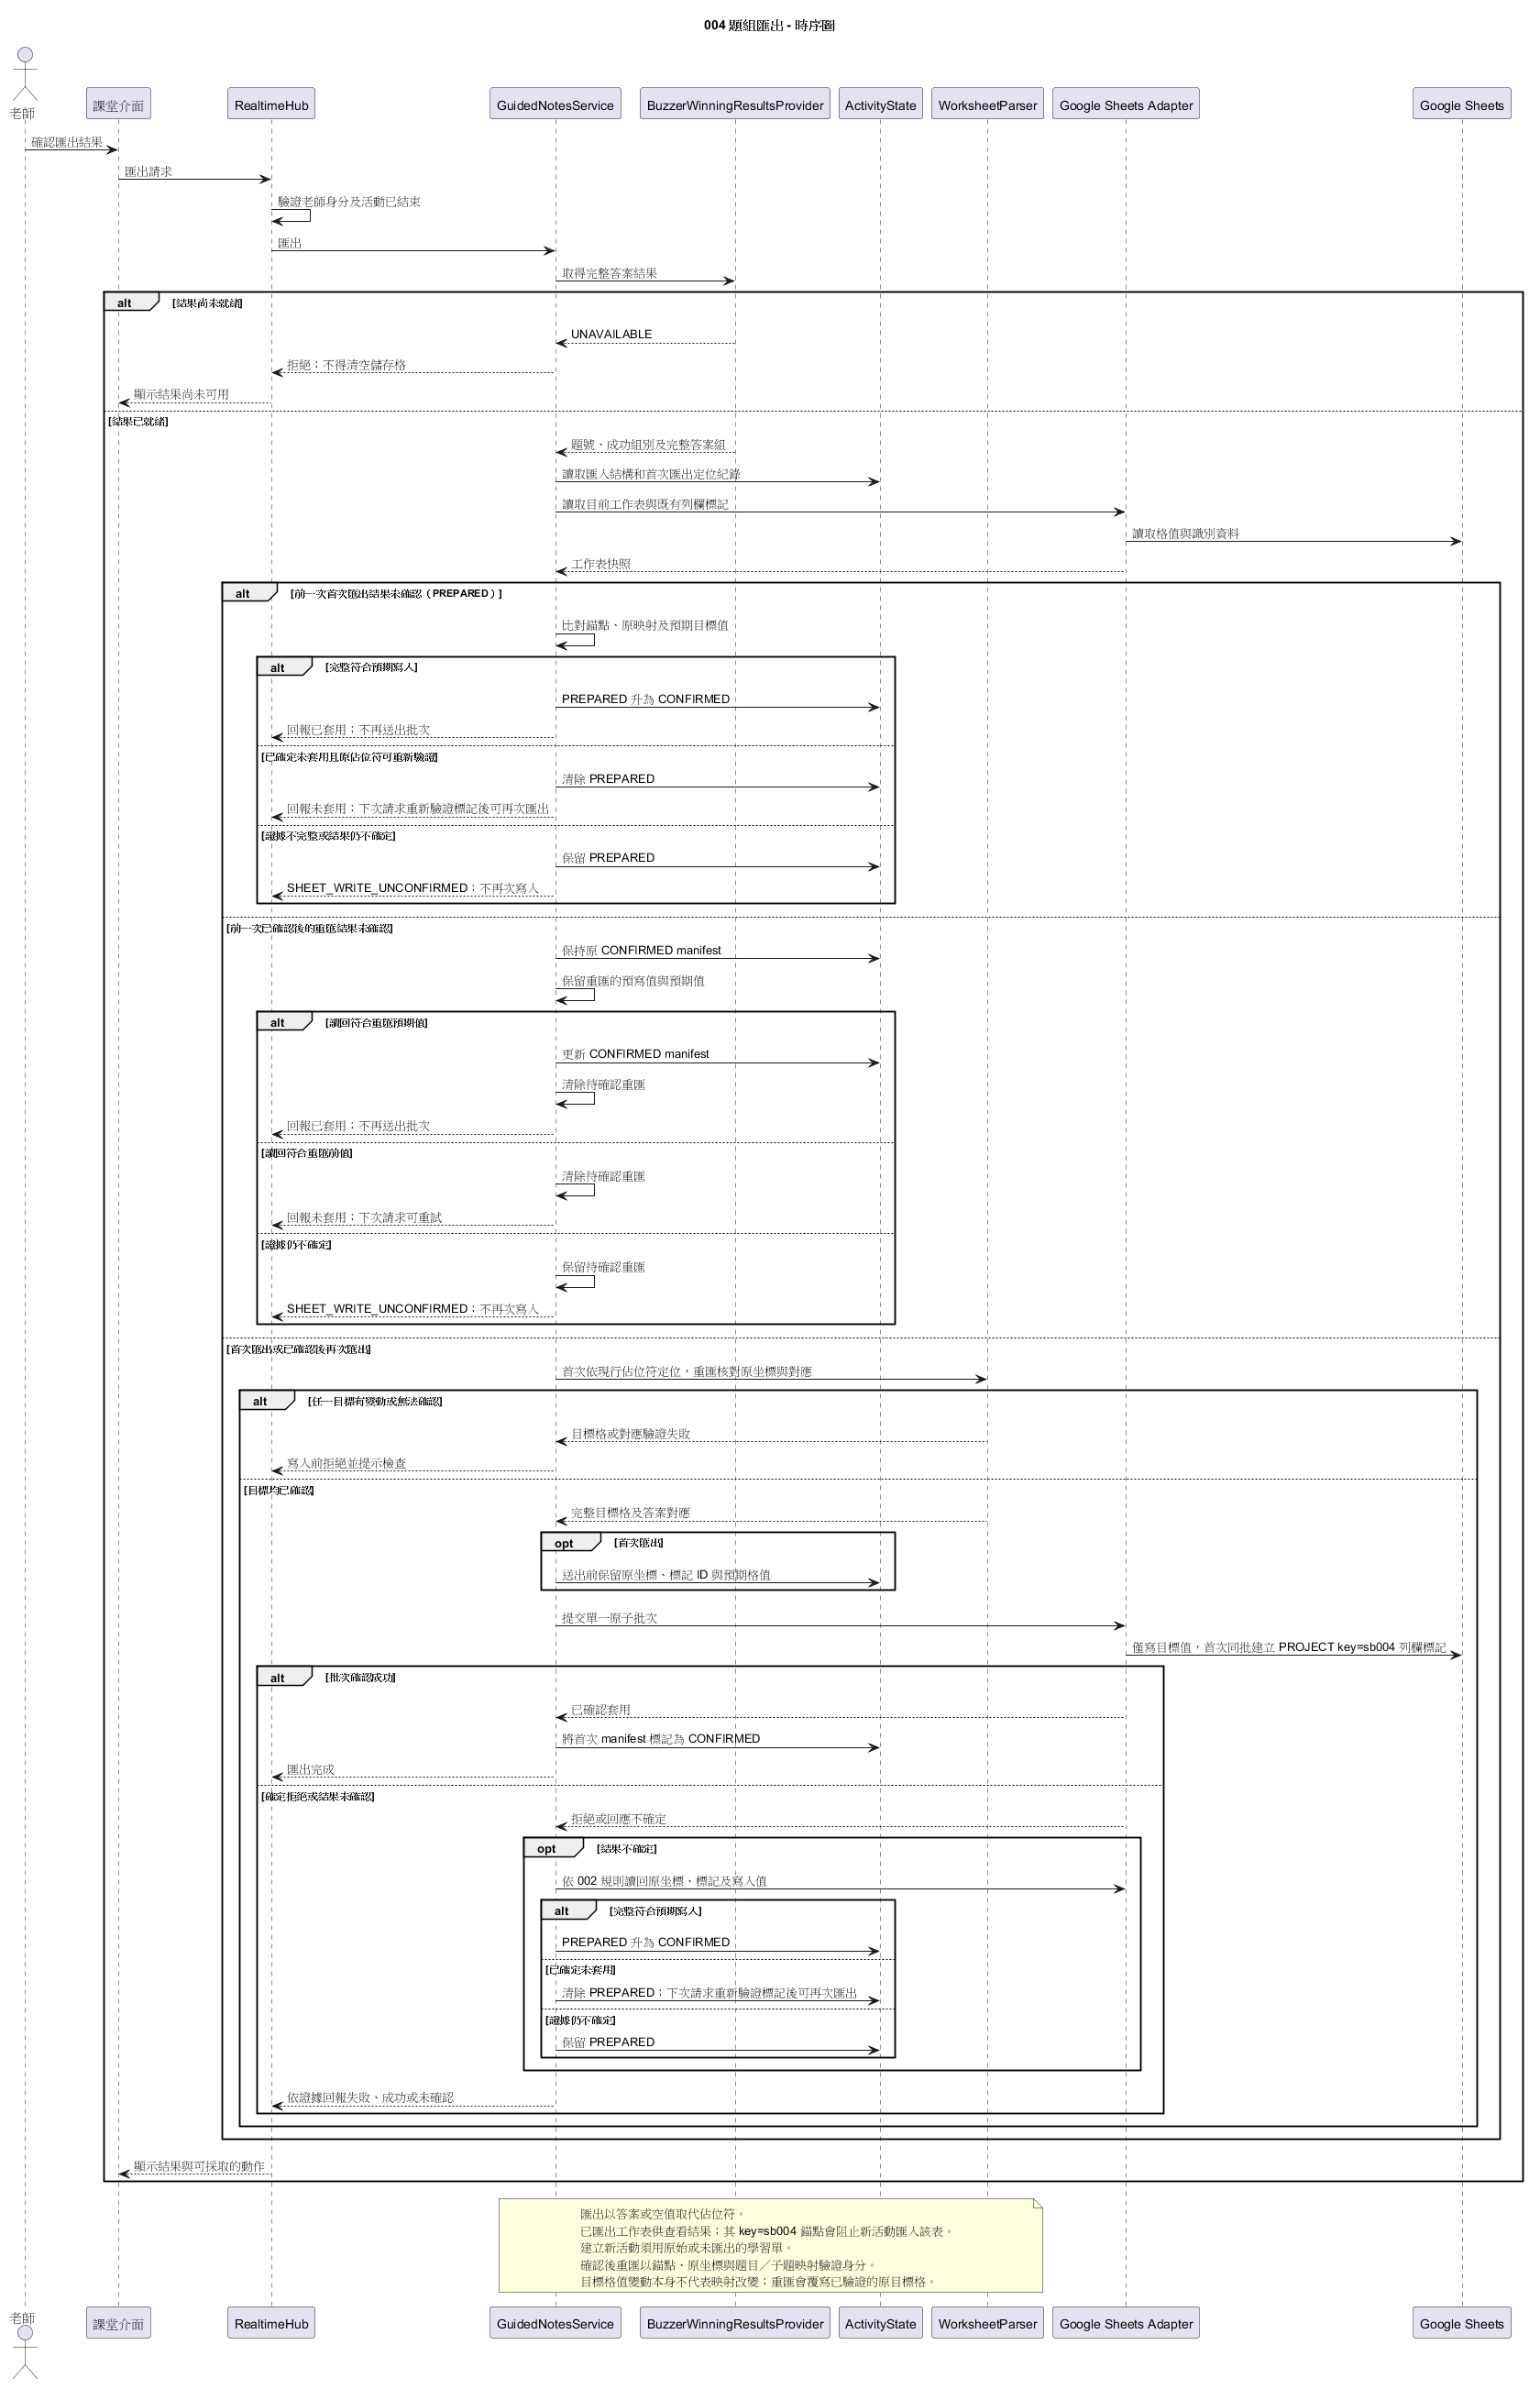 004 題組匯出 - 時序圖
老師
課堂介面
RealtimeHub
GuidedNotesService
BuzzerWinningResultsProvider
ActivityState
WorksheetParser
Google Sheets Adapter
Google Sheets
確認匯出結果
匯出請求
驗證老師身分及活動已結束
匯出
取得完整答案結果
alt [結果尚未就緒]
UNAVAILABLE
拒絕；不得清空儲存格
顯示結果尚未可用
[結果已就緒]
題號、成功組別及完整答案組
讀取匯入結構和首次匯出定位紀錄
讀取目前工作表與既有列欄標記
讀取格值與識別資料
工作表快照
alt [前一次首次匯出結果未確認（PREPARED）]
比對錨點、原映射及預期目標值
alt [完整符合預期寫入]
PREPARED 升為 CONFIRMED
回報已套用；不再送出批次
[已確定未套用且原佔位符可重新驗證]
清除 PREPARED
回報未套用；下次請求重新驗證標記後可再次匯出
[證據不完整或結果仍不確定]
保留 PREPARED
SHEET_WRITE_UNCONFIRMED；不再次寫入
[前一次已確認後的重匯結果未確認]
保持原 CONFIRMED manifest
保留重匯的預寫值與預期值
alt [讀回符合重匯預期值]
更新 CONFIRMED manifest
清除待確認重匯
回報已套用；不再送出批次
[讀回符合重匯前值]
清除待確認重匯
回報未套用；下次請求可重試
[證據仍不確定]
保留待確認重匯
SHEET_WRITE_UNCONFIRMED；不再次寫入
[首次匯出或已確認後再次匯出]
首次依現行佔位符定位，重匯核對原坐標與對應
alt [任一目標有變動或無法確認]
目標格或對應驗證失敗
寫入前拒絕並提示檢查
[目標均已確認]
完整目標格及答案對應
opt [首次匯出]
送出前保留原坐標、標記 ID 與預期格值
提交單一原子批次
僅寫目標值，首次同批建立 PROJECT key=sb004 列欄標記
alt [批次確認成功]
已確認套用
將首次 manifest 標記為 CONFIRMED
匯出完成
[確定拒絕或結果未確認]
拒絕或回應不確定
opt [結果不確定]
依 002 規則讀回原坐標、標記及寫入值
alt [完整符合預期寫入]
PREPARED 升為 CONFIRMED
[已確定未套用]
清除 PREPARED；下次請求重新驗證標記後可再次匯出
[證據仍不確定]
保留 PREPARED
依證據回報失敗、成功或未確認
顯示結果與可採取的動作
匯出以答案或空值取代佔位符。
已匯出工作表供查看結果；其 key=sb004 錨點會阻止新活動匯入該表。
建立新活動須用原始或未匯出的學習單。
確認後重匯以錨點、原坐標與題目／子題映射驗證身分。
目標格值變動本身不代表映射改變；重匯會覆寫已驗證的原目標格。
老師
課堂介面
RealtimeHub
GuidedNotesService
BuzzerWinningResultsProvider
ActivityState
WorksheetParser
Google Sheets Adapter
Google Sheets